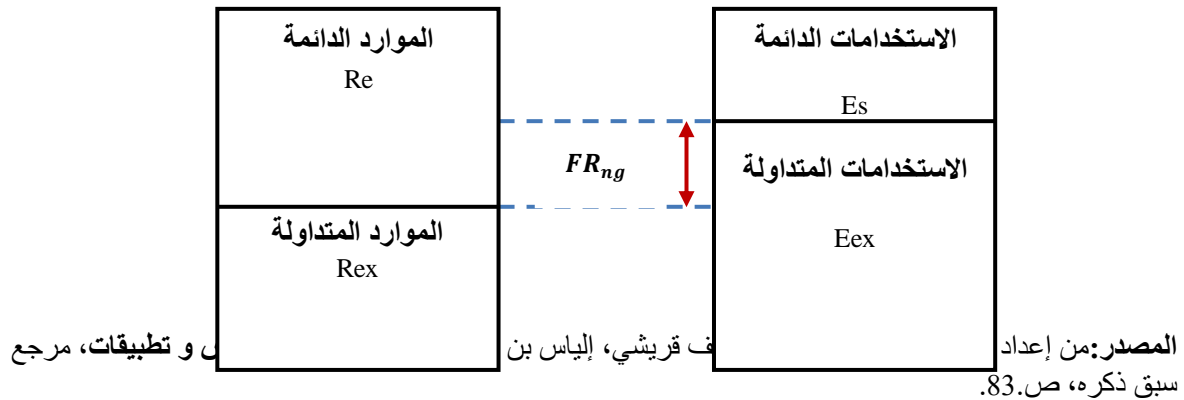 الاستخدامات الدائمة
Es
الاستخدامات المتداولة
Eex
الموارد الدائمة
Re
FRng
الموارد المتداولة
Rex
المصدر:من إعداد ف قريشي، إلياس بن و تطبيقات، مرجع
سبق ذكره، ص.83.